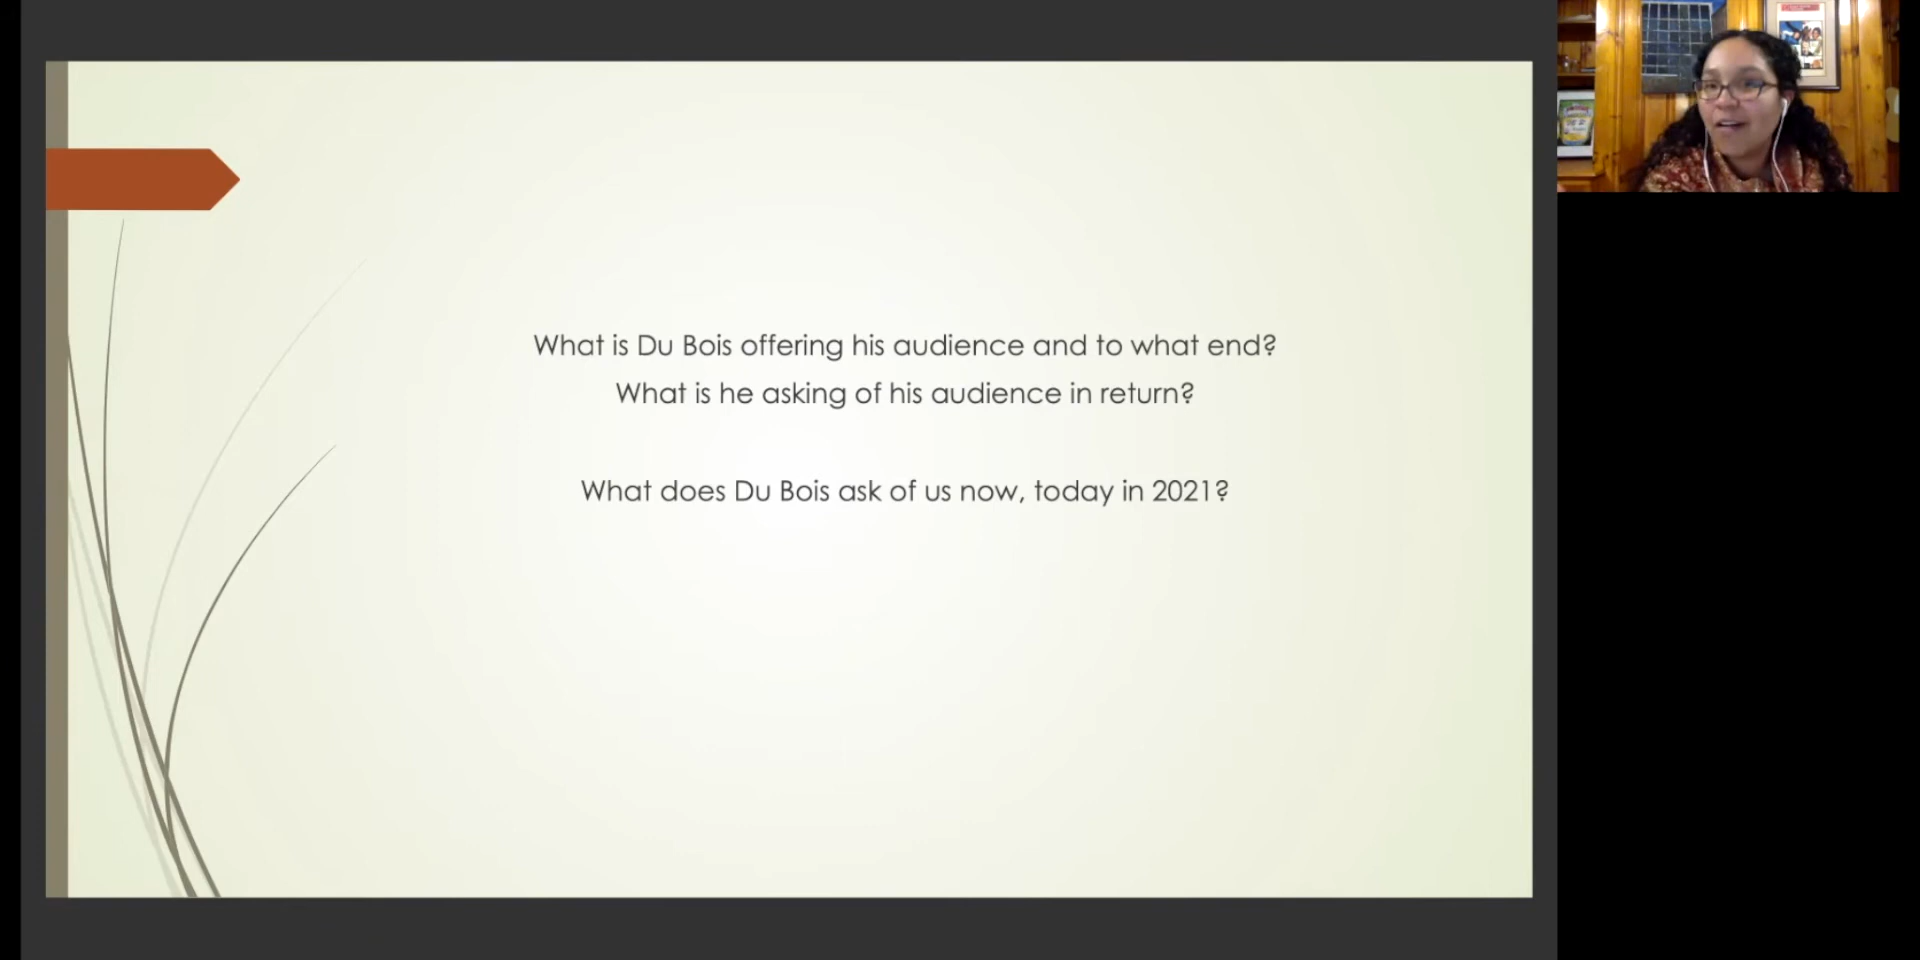 What is Du Bois offering his audience and to what end?
What is he asking of his audience in return?
What does Du Bois ask of us now, today in 2021?